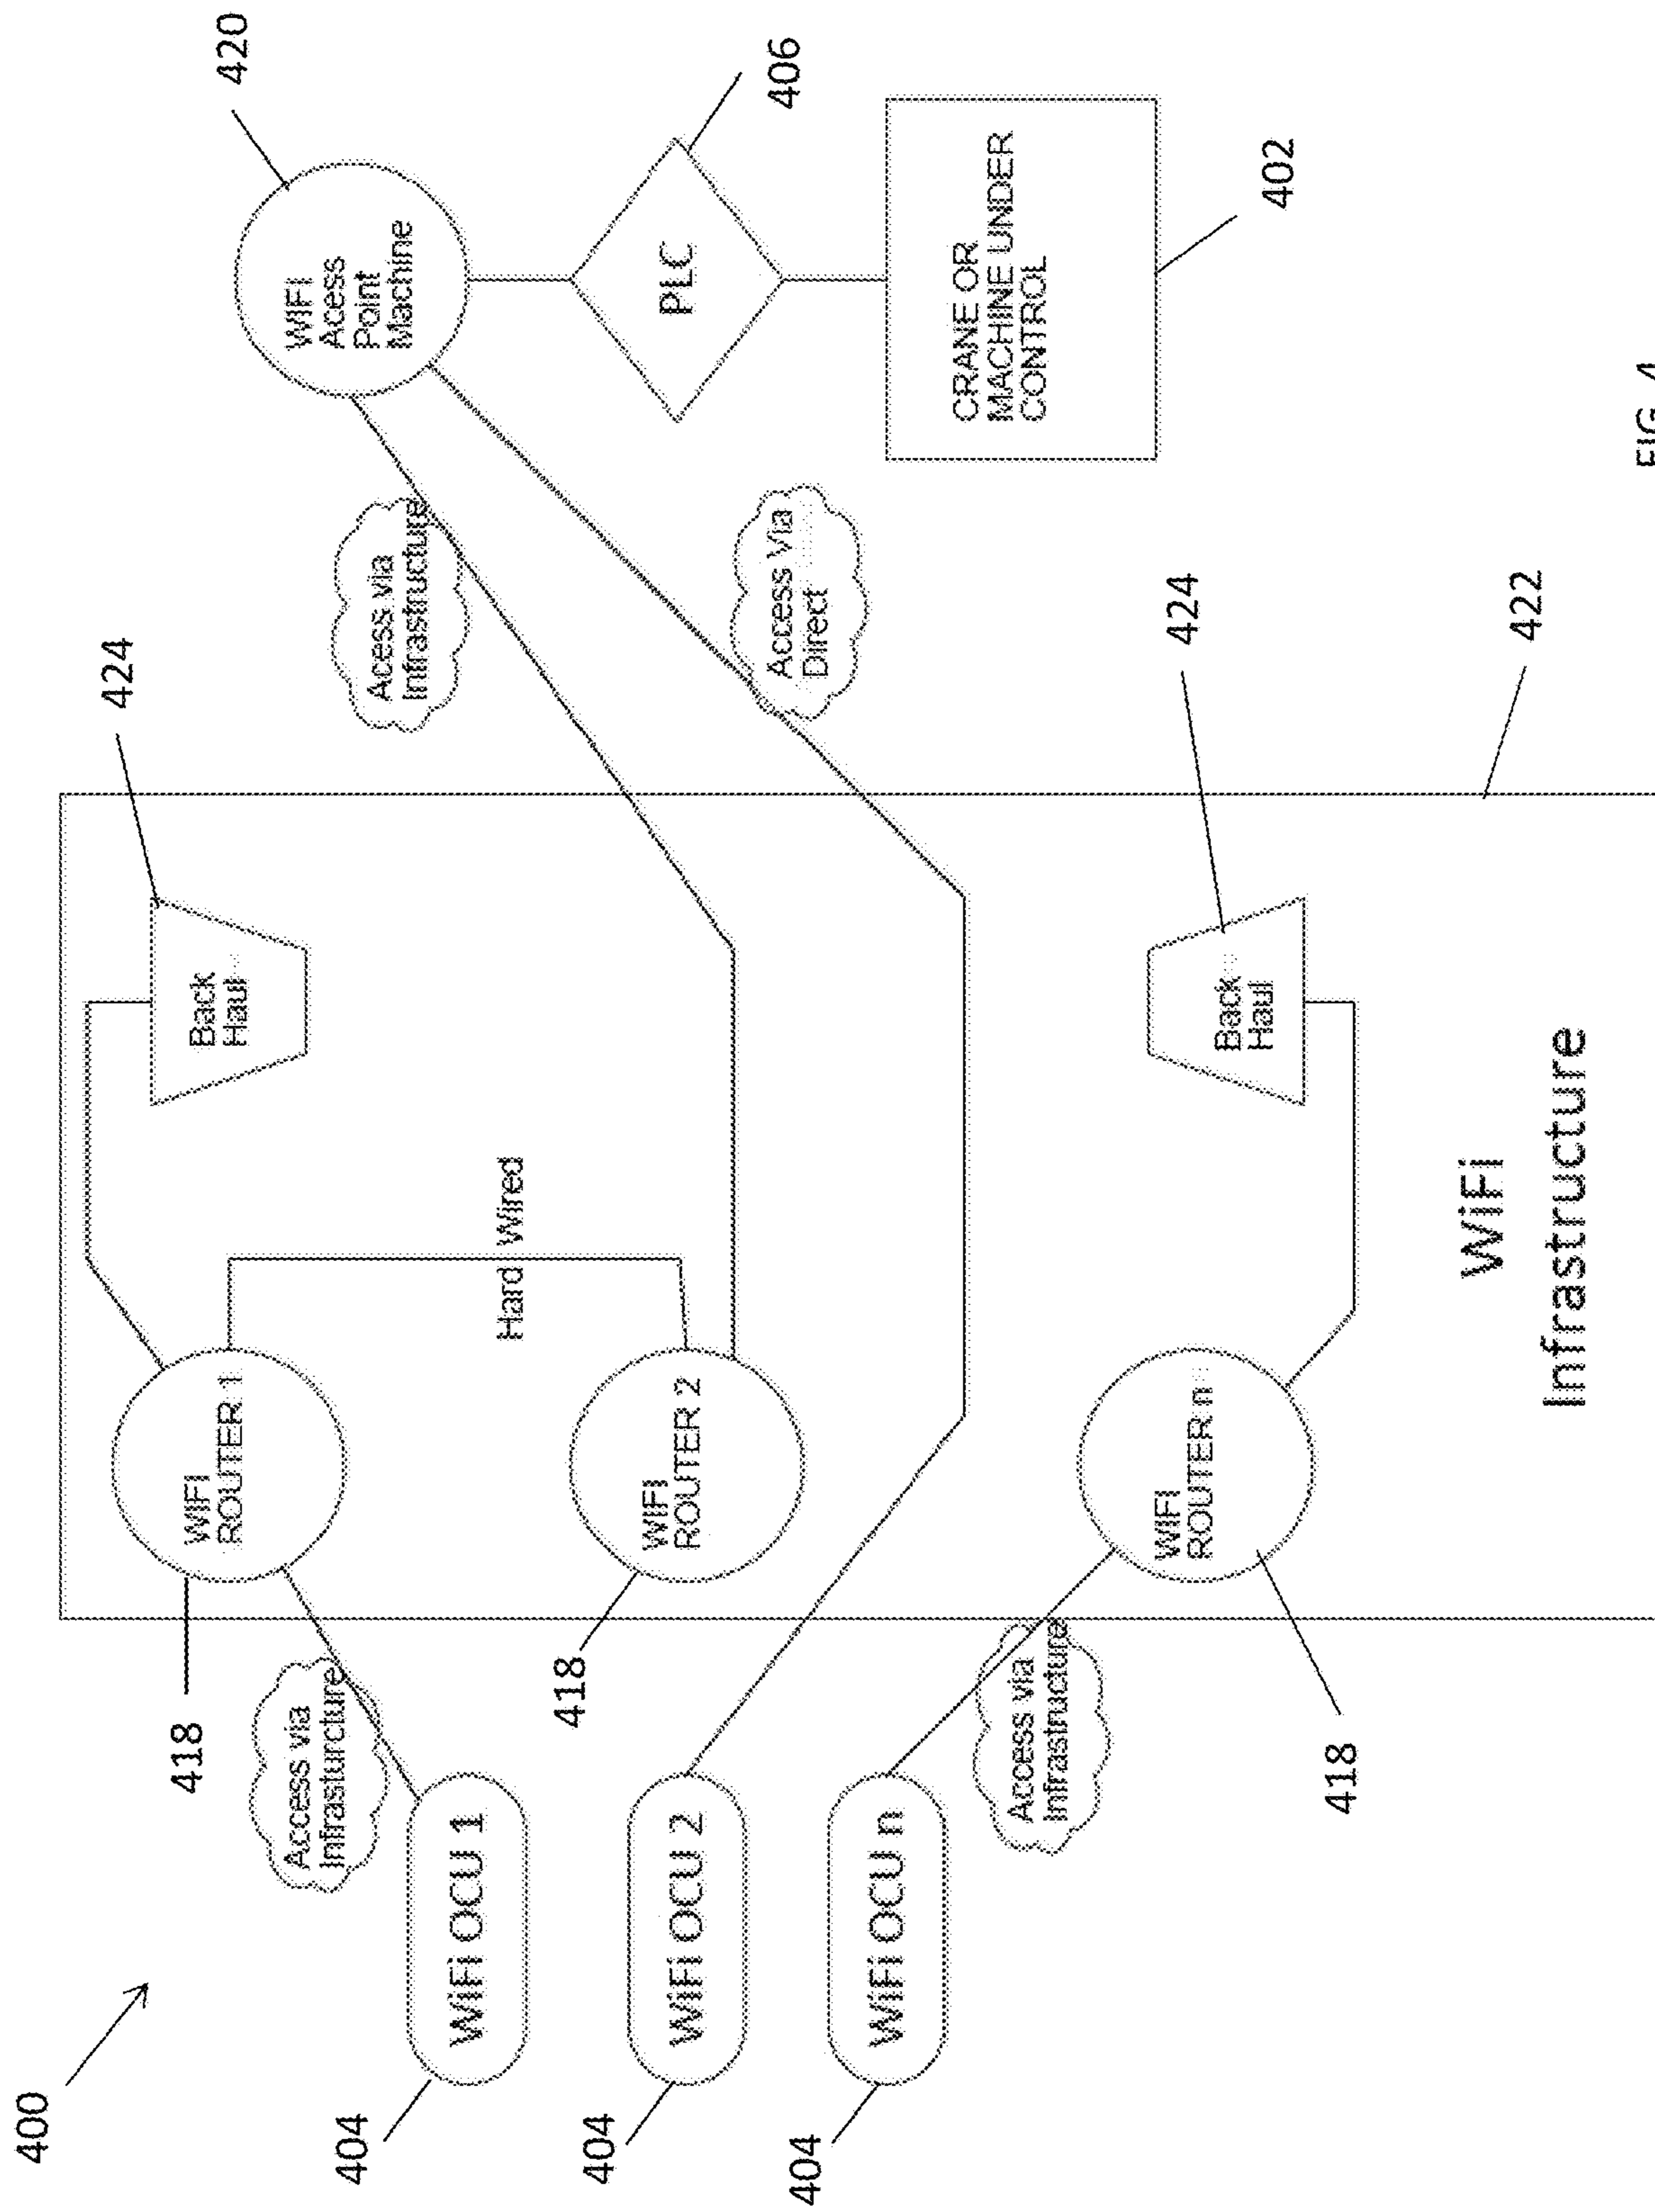 400
404
WiFi OCU 1
404
WiFi OCU 2
404
WiFi OCU n
418
Access via
Infrasturcture
418
Access via
Infrastructure
418
WIFI
ROUTER 1
WIFI
ROUTER 2
WIFI
ROUTER n
Hard Wired
WiFi
Infrastructure
424
Back
Haul
424
Back
Haul
422
Acess via
Infrastructure
Access Via
Direct
420
WIFI
Acess
Point
Machine
406
PLC
CRANE OR
MACHINE UNDER
CONTROL
402
FIG. 4